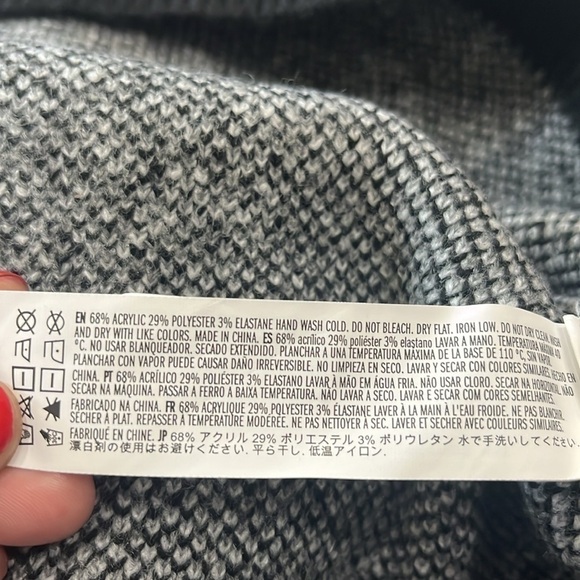 EN 68% ACRYLIC 29% POLYESTER 3% ELASTANE HAND WASH COLD. DO NOT BLEACH. DRY FLAT. IRON LOW. DO NOT DRY CLEAN. WASH
AND DRY WITH LIKE COLORS. MADE IN CHINA. ES 68% acrílico 29% poliéster 3% elastano LAVAR A MANO, TEMPERATURA MÁXIMO
°C. NO USAR BLANQUEADOR. SECADO EXTENDIDO. PLANCHAR A UNA TEMPERATURA MÁXIMA DE LA BASE DE 110 °C, SIN VAPOR
PLANCHAR CON VAPOR PUEDE CAUSAR DAÑO IRREVERSIBLE. NO LIMPIEZA EN SECO. LAVAR Y SECAR CON COLORES SIMILARES HECHO EN
CHINA. PT 68% ACRÍLICO 29% POLIÉSTER 3% ELASTANO LAVAR À MÃO EM ÁGUA FRIA. NÃO USAR CLORO. SECAR NA HORIZONTAL NÃO
SECAR NA MAQUINA. PASSAR A FERRO À BAIXA TEMPERATURA. NÃO LAVAR A SECO. LAVAR E SECAR COM CORES SEMELHANTES.
FABRICADO NA CHINA. FR 68% ACRYLIQUE 29% POLYESTER 3% ÉLASTANE LAVER À LA MAIN À L'EAU FROIDE. NE PAS BLANCHIR.
SÉCHER À PLAT. REPASSER À TEMPÉRATURE MODÉRÉE. NE PAS NETTOYER À SEC. LAVER ET SÉCHER AVEC COULEURS SIMILAIRES.
FABRIQUÉ EN CHINE. JP 68% アクリル 29% ポリエステル 3% ポリウレタン 水で手洗いしてください.
漂白剤の使用はお避けください. 平ら干し. 低温アイロン.